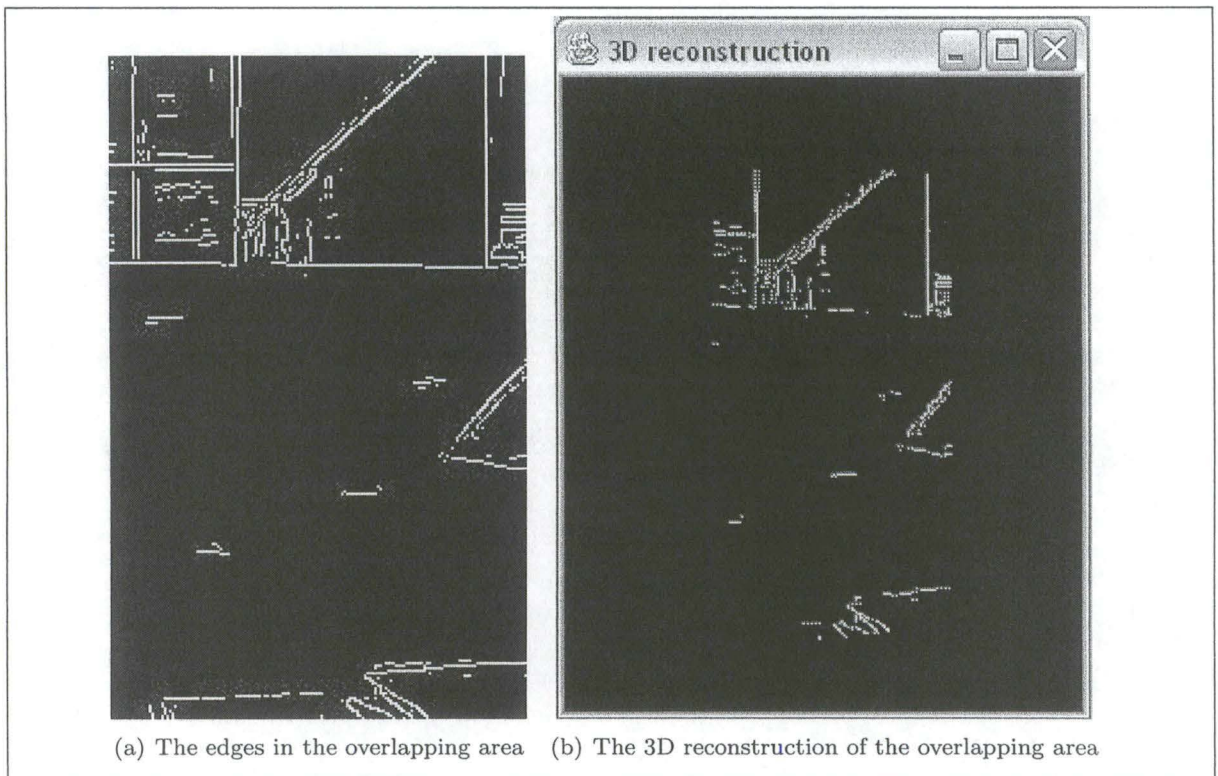 3D reconstruction
(a) The edges in the overlapping area
(b) The 3D reconstruction of the overlapping area